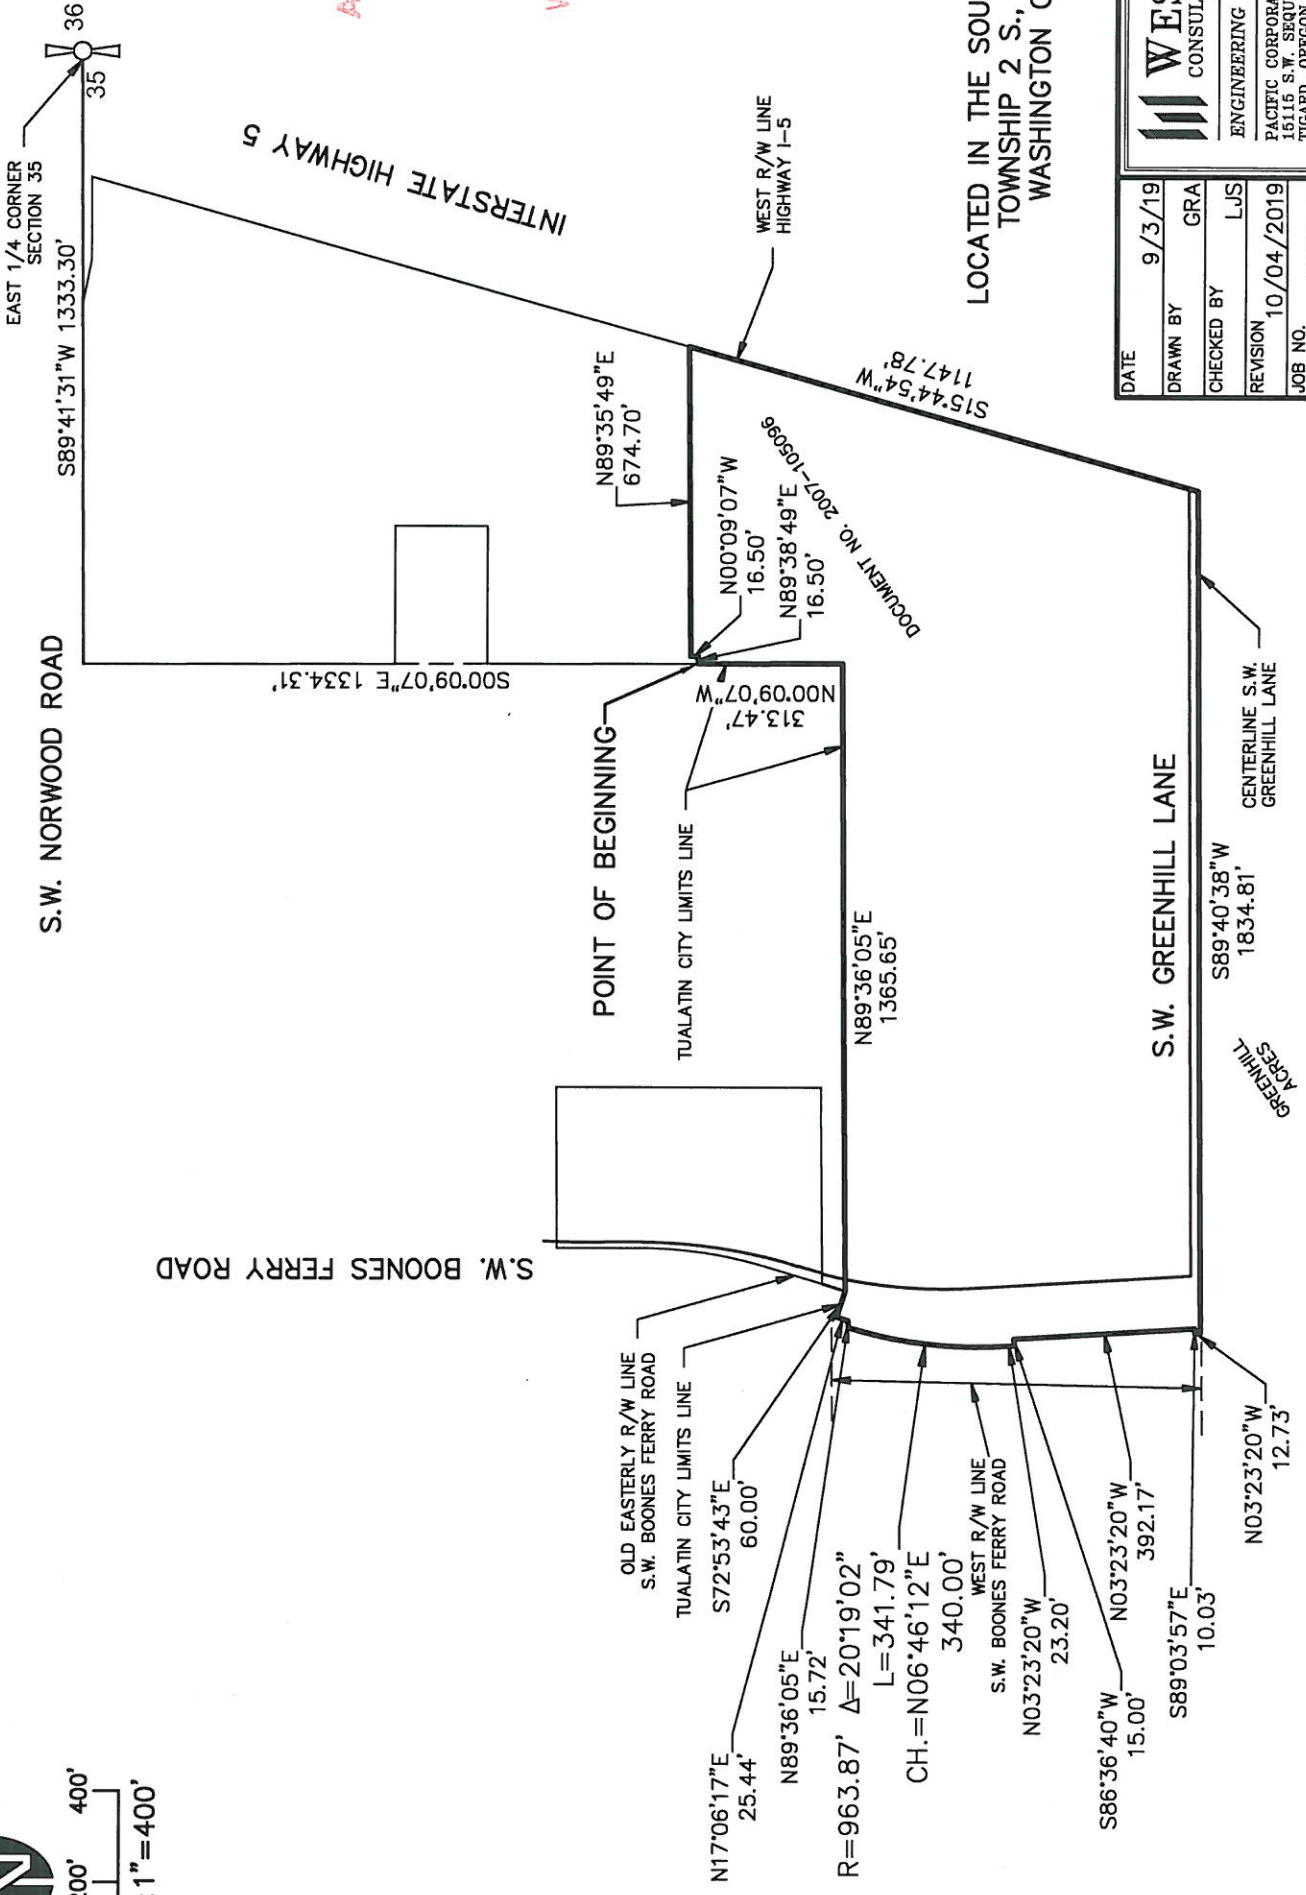 EAST 1/4 CORNER
SECTION 35
36
35
S89°41'31"W 1333.30'
S.W. NORWOOD ROAD
INTERSTATE HIGHWAY 5
WEST R/W LINE
HIGHWAY I-5
N89°35'49"E
674.70'
S15°44'54"W
1147.78'
S00°09'07"E 1334.31'
N00°09'07"W
16.50'
N89°38'49"E
16.50'
DOCUMENT NO. 2007-105096
POINT OF BEGINNING
N00°09'07"W
313.47'
TUALATIN CITY LIMITS LINE
N89°36'05"E
1365.65'
S.W. GREENHILL LANE
CENTERLINE S.W.
GREENHILL LANE
S89°40'38"W
1834.81'
GREENHILL
ACRES
S.W. BOONES FERRY ROAD
OLD EASTERLY R/W LINE
S.W. BOONES FERRY ROAD
TUALATIN CITY LIMITS LINE
S72°53'43"E
60.00'
N17°06'17"E
25.44'
N89°36'05"E
15.72'
R=963.87' Δ=20°19'02"
L=341.79'
CH.=N06°46'12"E
340.00'
WEST R/W LINE
S.W. BOONES FERRY ROAD
N03°23'20"W
23.20'
S86°36'40"W
15.00'
N03°23'20"W
392.17'
S89°03'57"E
10.03'
N03°23'20"W
12.73'
400'
1"=400'
LOCATED IN THE SOU
TOWNSHIP 2 S.,
WASHINGTON
DATE 9/3/19
DRAWN BY GRA
CHECKED BY LJS
REVISION 10/04/2019
JOB NO.
WES
CONSUL
ENGINEERING
PACIFIC CORPORA
15115 S.W. SEQU
TIGARD, OREGON